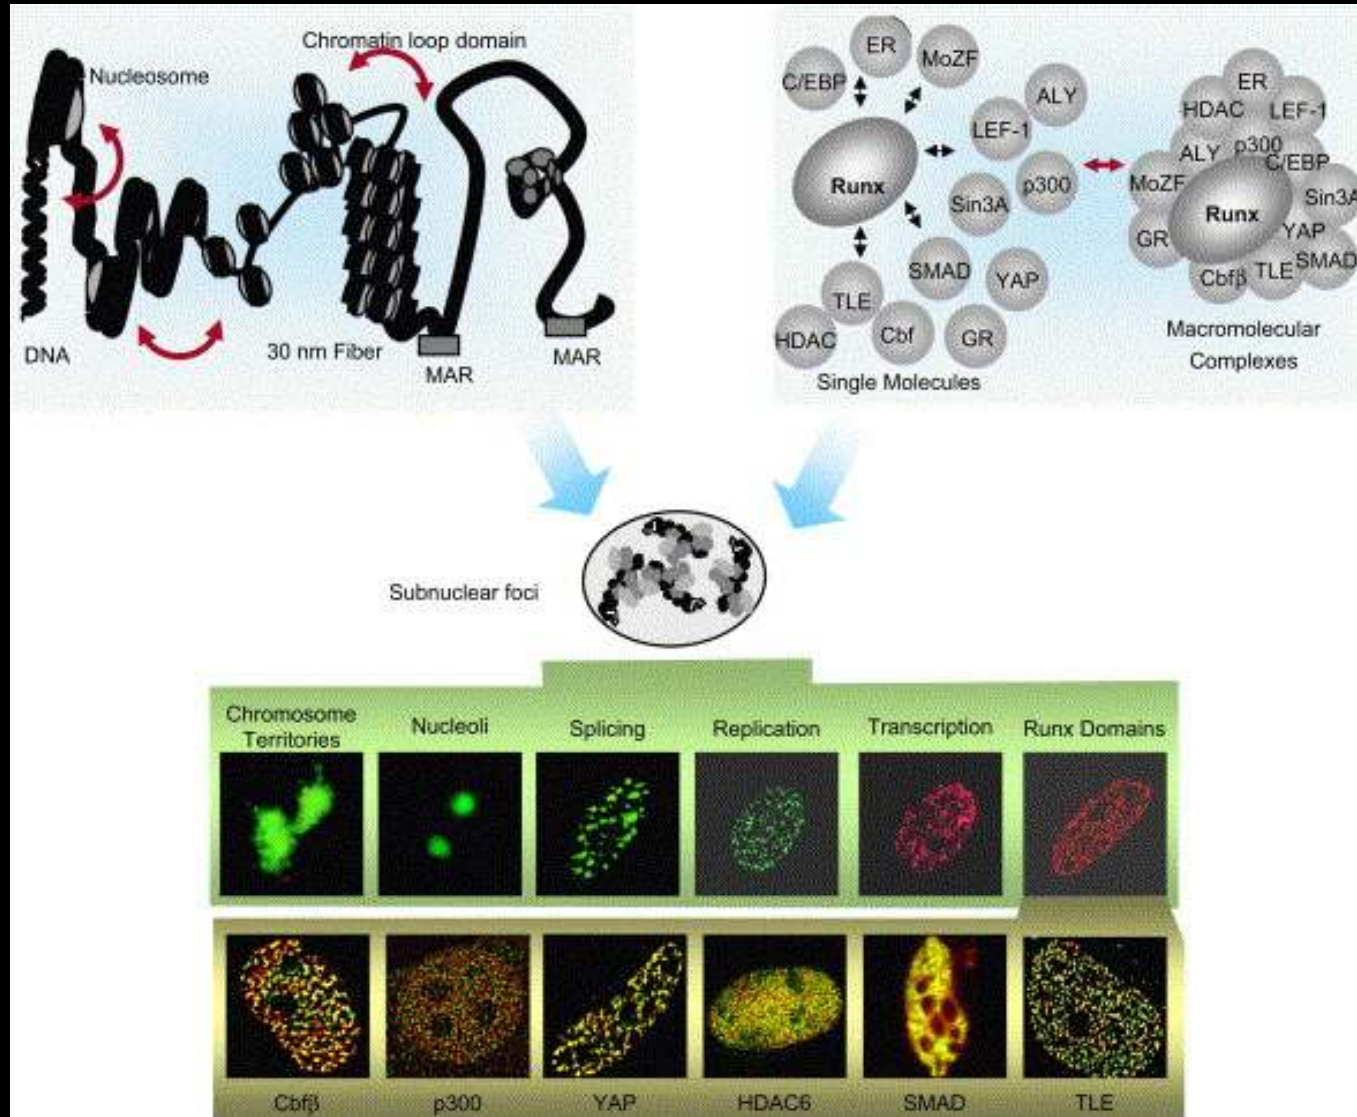 Chromatin loop domain
Nucleosome
DNA
30 nm Fiber
MAR
MAR
ER
MoZF
C/EBP
ALY
LEF-1
Runx
p300
Sin3A
SMAD
YAP
TLE
HDAC
Cbf
GR
Single Molecules
ER
HDAC
LEF-1
p300
ALY
C/EBP
MoZF
Sin3A
Runx
YAP
GR
SMAD
TLE
Cbfβ
Macromolecular
Complexes
Subnuclear foci
Chromosome
Territories
Nucleoli
Splicing
Replication
Transcription
Runx Domains
Cbfβ
p300
YAP
HDAC6
SMAD
TLE